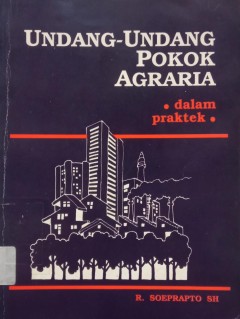 UNDANG-UNDANG
POKOK
AGRARIA
• dalam
praktek •
R. SOEPRAPTO SH